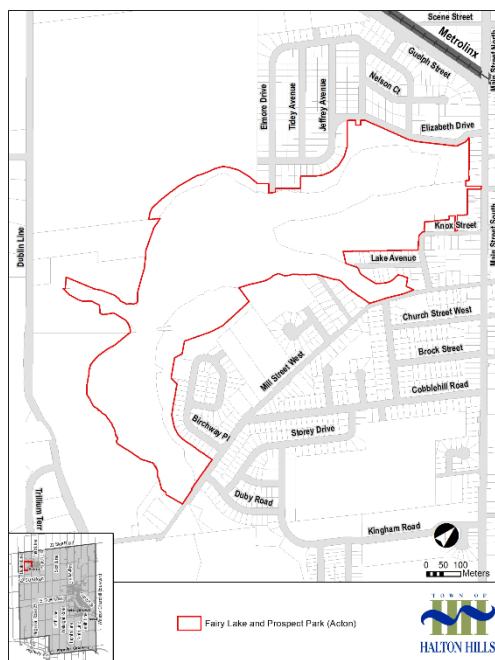 Scene Street
Metrolinx
Main Street North
Guelph Street
Nelson Ct
Elmore Drive
Tidey Avenue
Jeffrey Avenue
Elizabeth Drive
Dublin Line
Knox Street
Main Street South
Lake Avenue
Church Street West
Brock Street
Mill Street West
Cobblehill Road
Birchway Pl
Storey Drive
Duby Road
Trillium Terr
Kingham Road
0 50 100
Meters
Fairy Lake and Prospect Park (Acton)
TOWN OF
HALTON HILLS